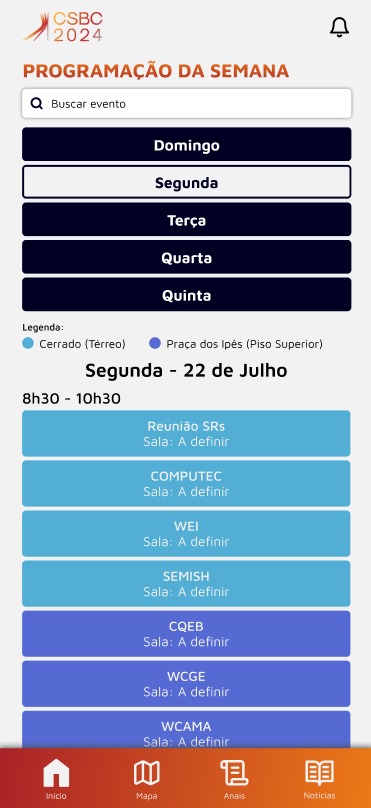 CSBC
2024
PROGRAMAÇÃO DA SEMANA
Buscar evento
Domingo
Segunda
Terça
Quarta
Quinta
Legenda:
Cerrado (Térreo) Praça dos Ipês (Piso Superior)
Segunda - 22 de Julho
8h30 - 10h30
Reunião SRs
Sala: A definir
COMPUTEC
Sala: A definir
WEI
Sala: A definir
SEMISH
Sala: A definir
CQEB
Sala: A definir
WCGE
Sala: A definir
WCAMA
Sala: A definir
Início Mapa Anais Notícias